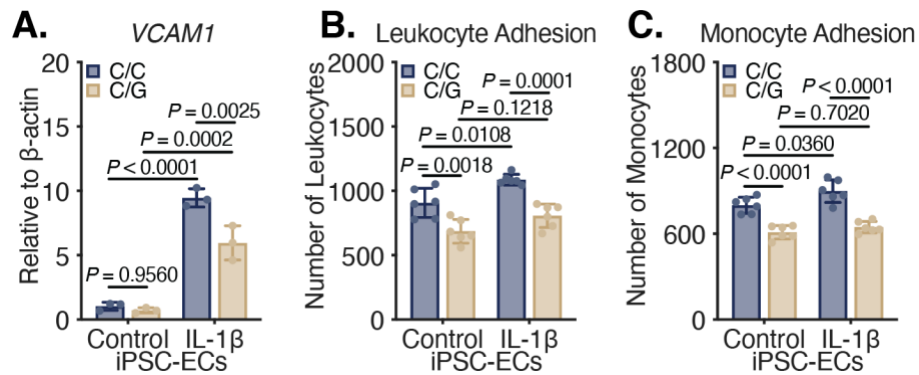 A.
VCAM1
Relative to β-actin
20
15
10
5
0
C/C
C/G
P = 0.0025
P = 0.0002
P < 0.0001
P = 0.9560
Control IL-1β
iPSC-ECs
B.
Leukocyte Adhesion
Number of Leukocytes
2000
1500
1000
500
0
C/C
C/G
P = 0.0001
P = 0.1218
P = 0.0108
P = 0.0018
Control IL-1β
iPSC-ECs
C.
Monocyte Adhesion
Number of Monocytes
1800
1200
600
0
C/C
C/G
P < 0.0001
P = 0.7020
P = 0.0360
P < 0.0001
Control IL-1β
iPSC-ECs